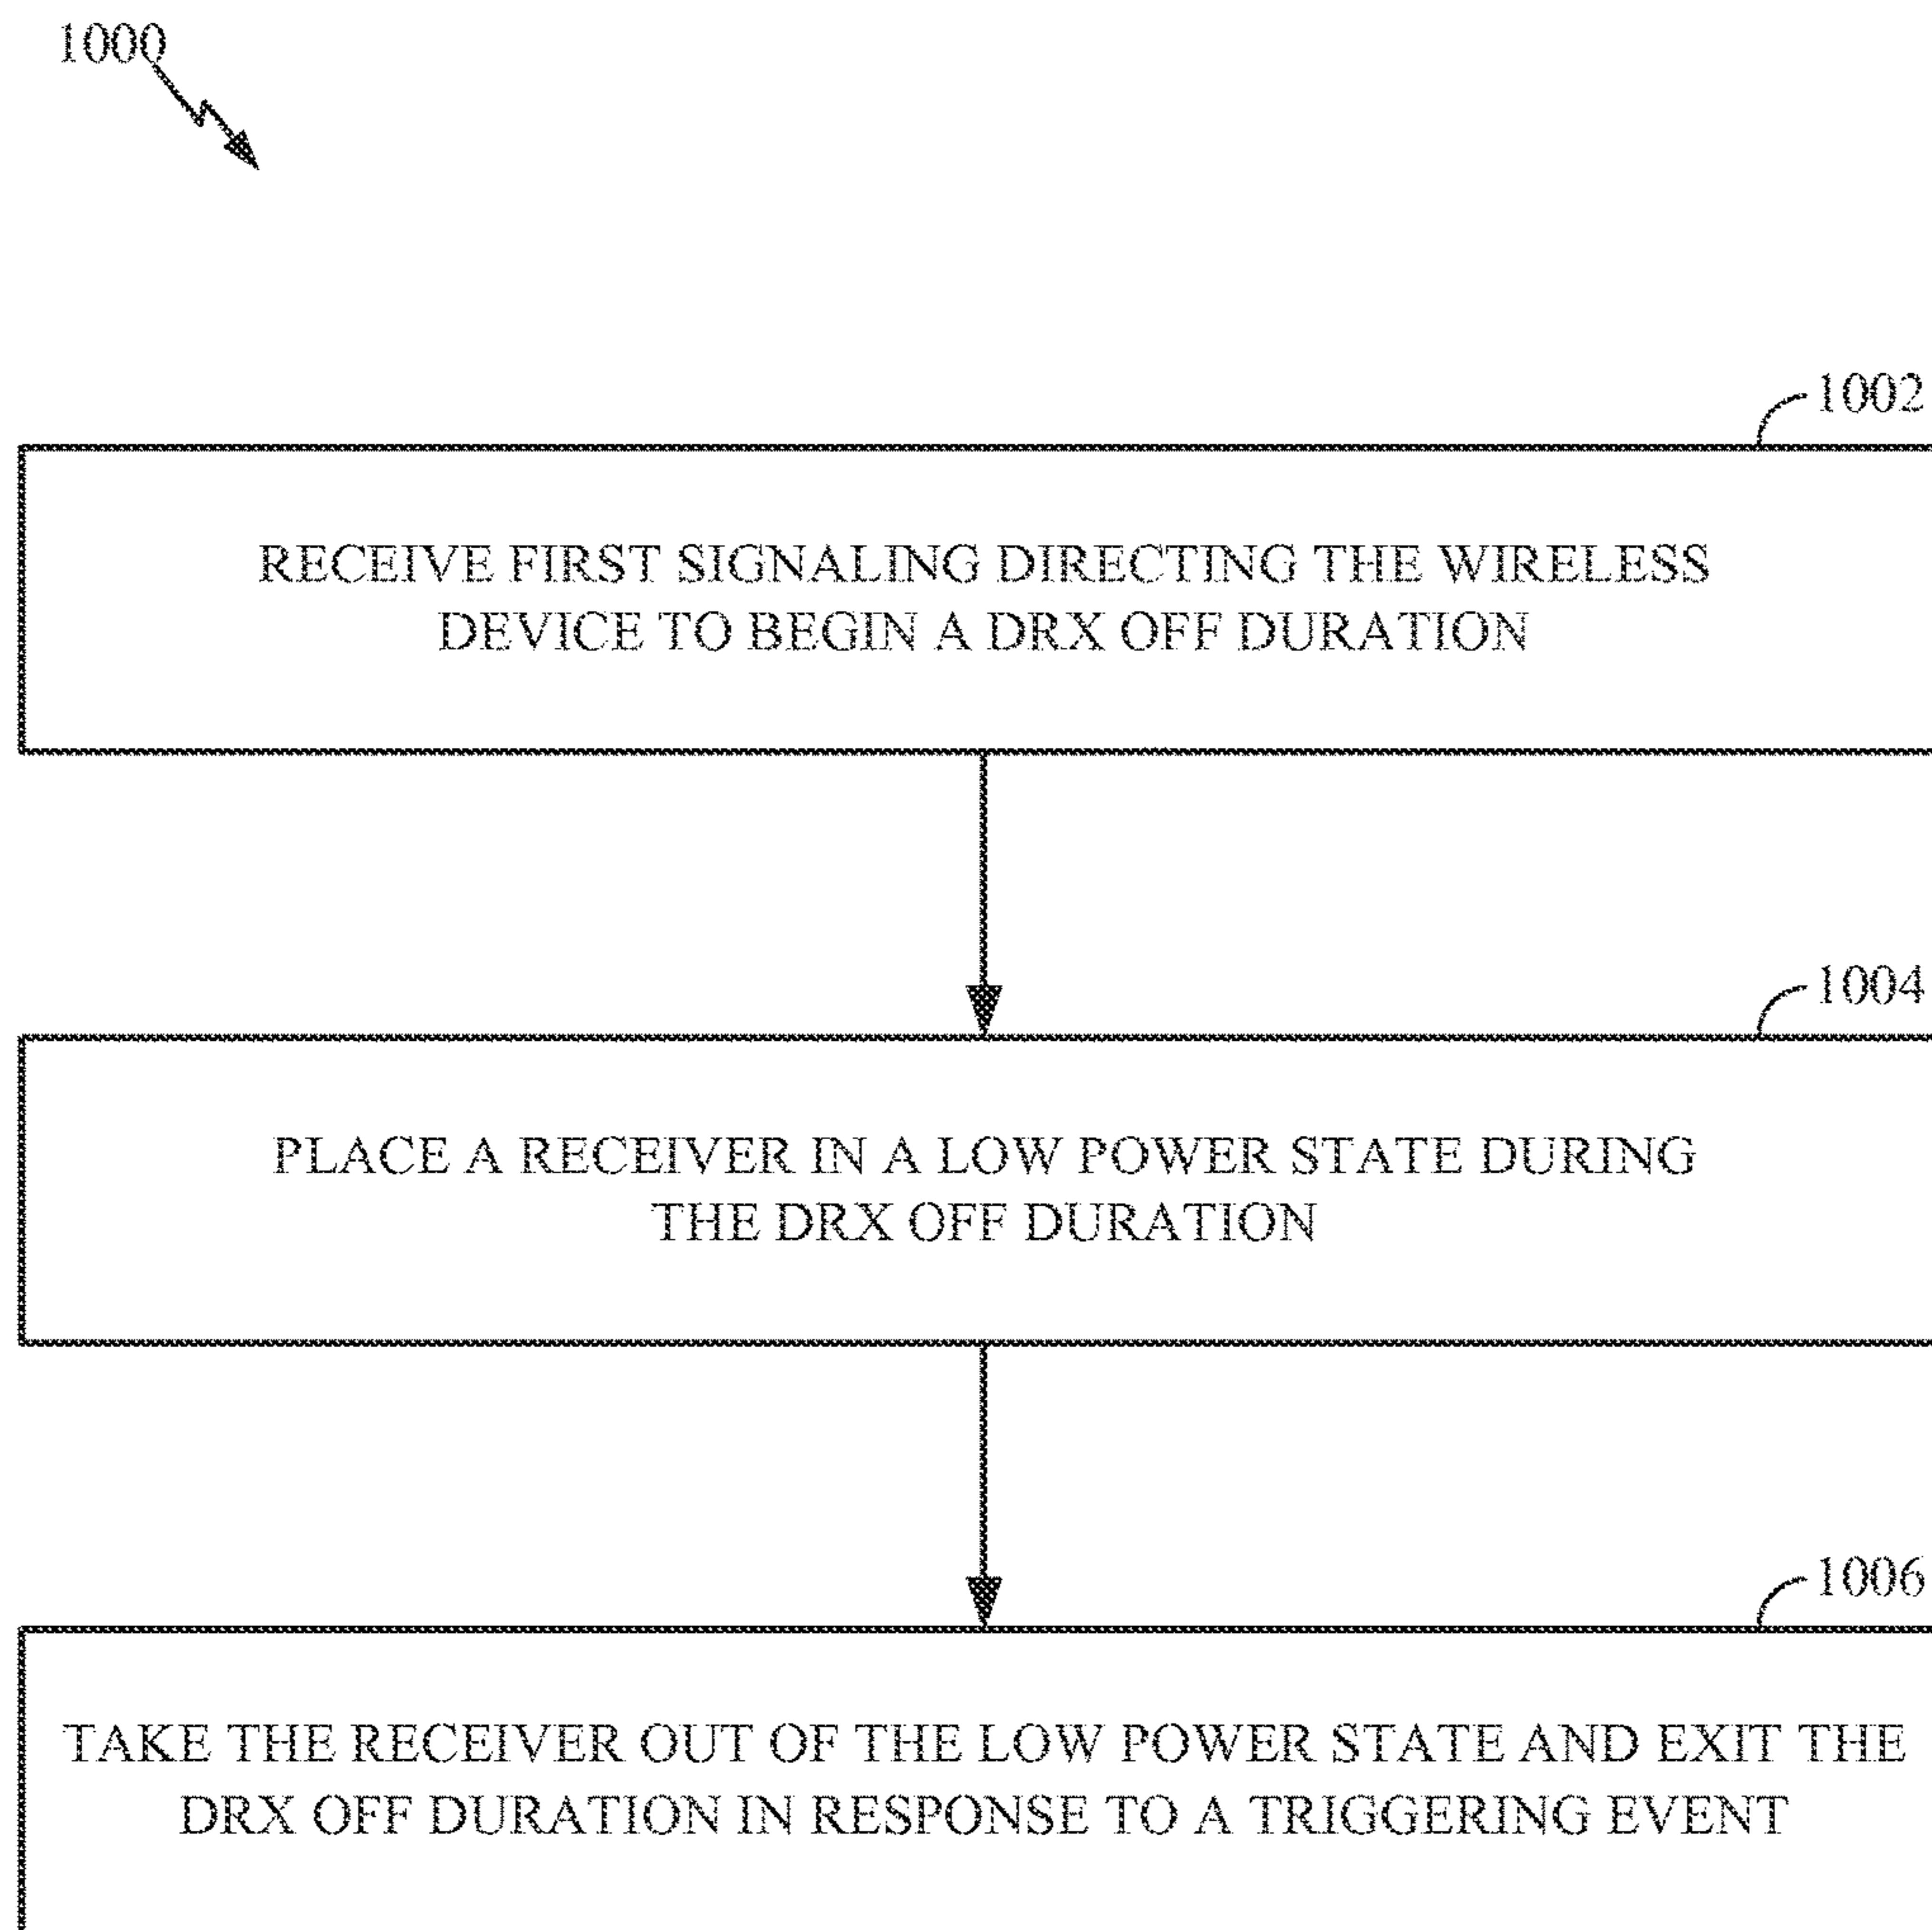 1000
1002
RECEIVE FIRST SIGNALING DIRECTING THE WIRELESS
DEVICE TO BEGIN A DRX OFF DURATION
1004
PLACE A RECEIVER IN A LOW POWER STATE DURING
THE DRX OFF DURATION
1006
TAKE THE RECEIVER OUT OF THE LOW POWER STATE AND EXIT THE
DRX OFF DURATION IN RESPONSE TO A TRIGGERING EVENT